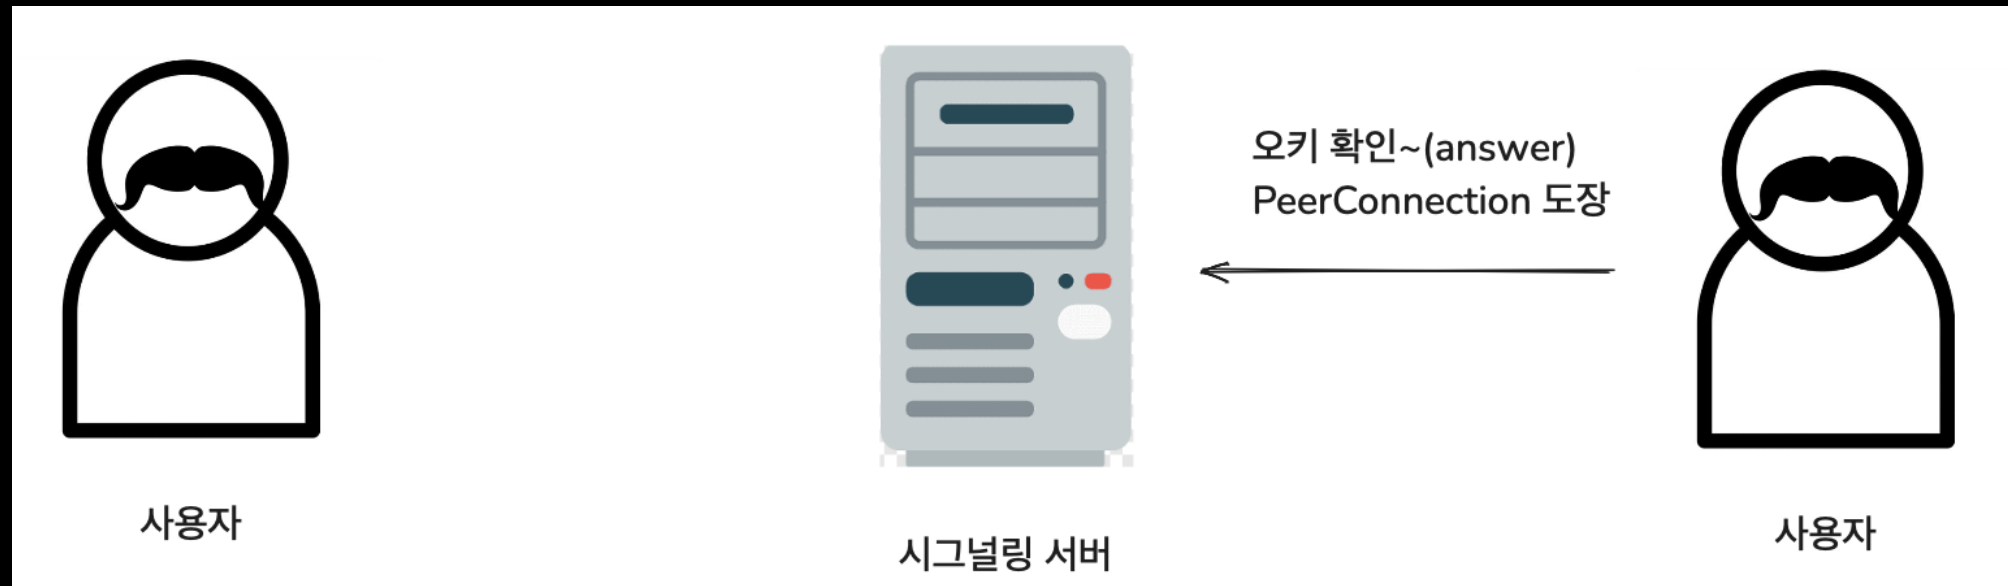 오키 확인~(answer)
PeerConnection 도장
사용자
시그널링 서버
사용자